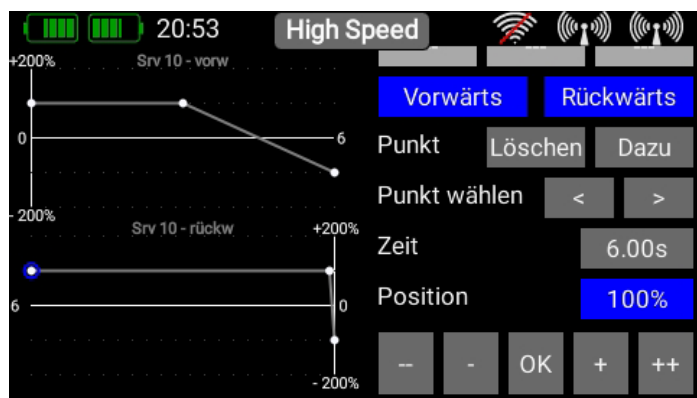 20:53 High Speed
+200% Srv 10 - vorw
--- --- ---
Vorwärts Rückwärts
0 6
Punkt Löschen Dazu
Punkt wählen < >
- 200%
Srv 10 - rückw +200%
Zeit 6.00s
6 0
Position 100%
-- - OK + ++
- 200%